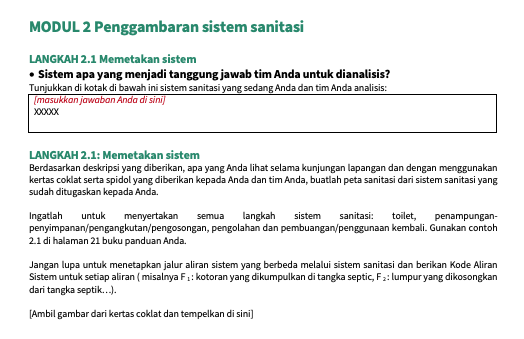 MODUL 2 Penggambaran sistem sanitasi
LANGKAH 2.1 Memetakan sistem
• Sistem apa yang menjadi tanggung jawab tim Anda untuk dianalisis?
Tunjukkan di kotak di bawah ini sistem sanitasi yang sedang Anda dan tim Anda analisis:
[masukkan jawaban Anda di sini]
XXXXX
LANGKAH 2.1: Memetakan sistem
Berdasarkan deskripsi yang diberikan, apa yang Anda lihat selama kunjungan lapangan dan dengan menggunakan
kertas coklat serta spidol yang diberikan kepada Anda dan tim Anda, buatlah peta sanitasi dari sistem sanitasi yang
sudah ditugaskan kepada Anda.
Ingatlah untuk menyertakan semua langkah sistem sanitasi: toilet, penampungan-
penyimpanan/pengangkutan/pengosongan, pengolahan dan pembuangan/penggunaan kembali. Gunakan contoh
2.1 di halaman 21 buku panduan Anda.
Jangan lupa untuk menetapkan jalur aliran sistem yang berbeda melalui sistem sanitasi dan berikan Kode Aliran
Sistem untuk setiap aliran ( misalnya F 1 : kotoran yang dikumpulkan di tangka septic, F 2 : lumpur yang dikosongkan
dari tangka septik…).
[Ambil gambar dari kertas coklat dan tempelkan di sini]